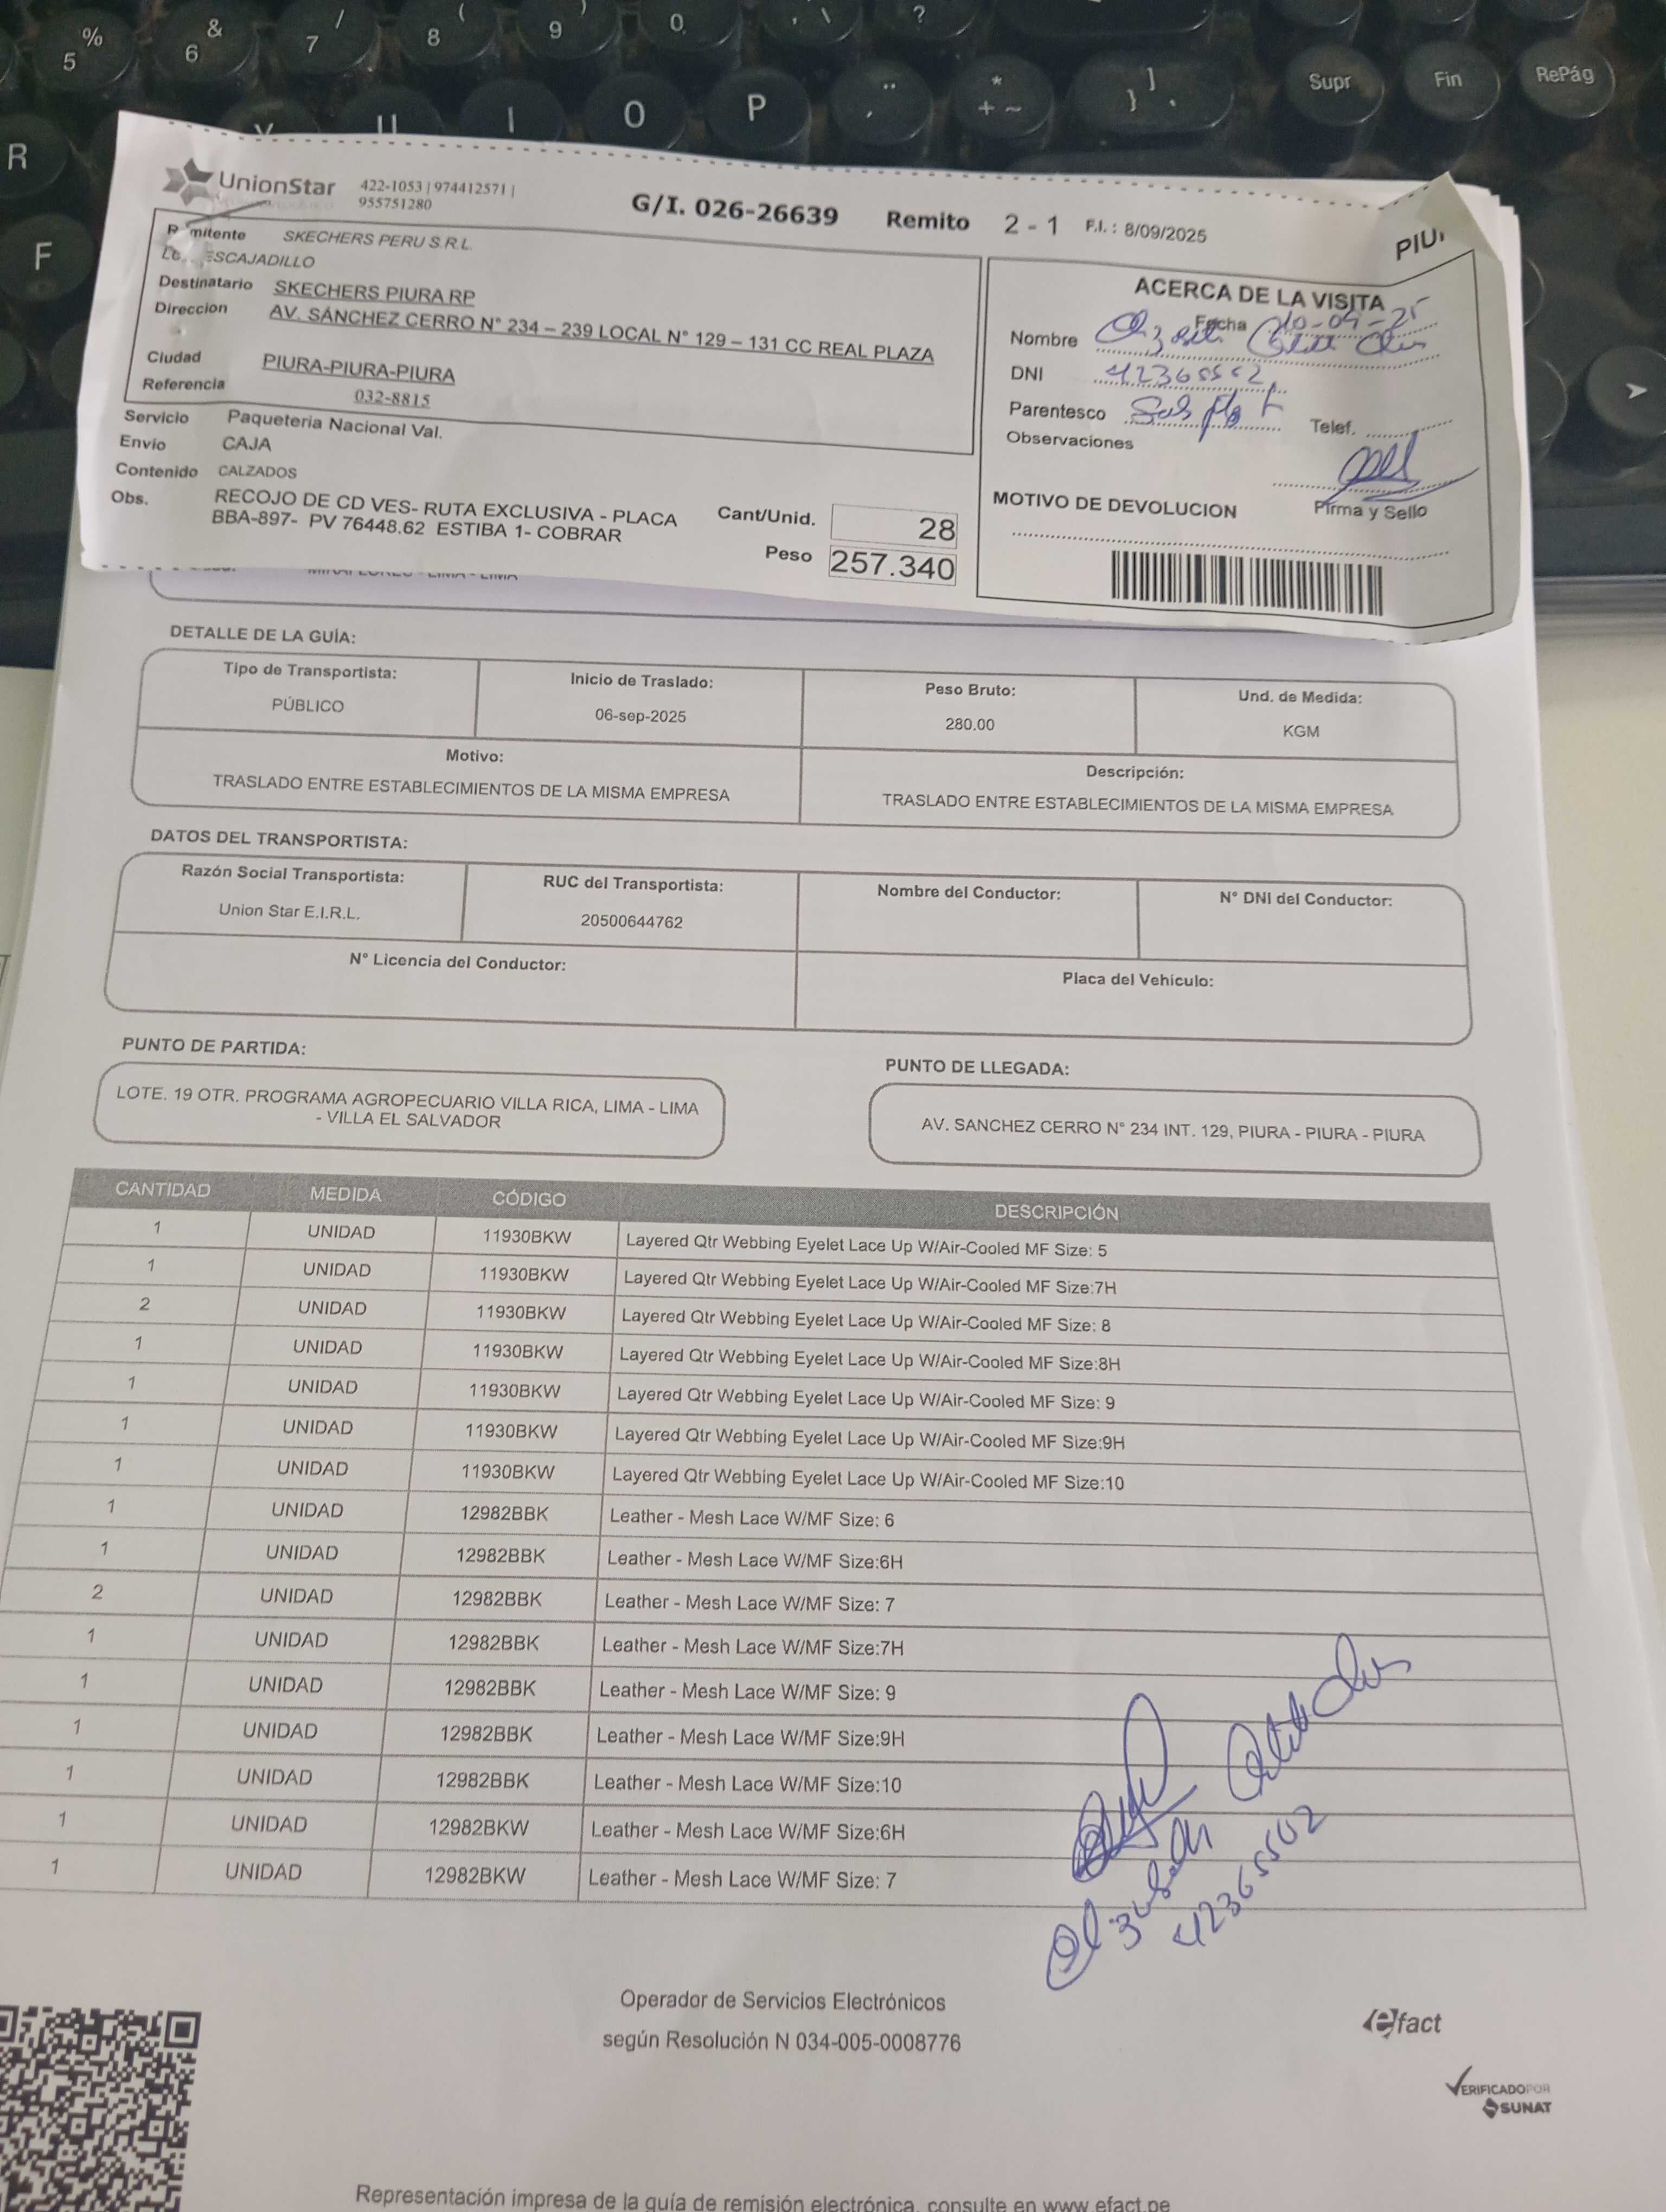 % 5 & 6 / 7 ( 8 ) 9 0 ? \
R U I O P * + ~ ] } Supr Fin RePág
F
UnionStar 422-1053 | 974412571 |
955751280
G/I. 026-26639 Remito 2 - 1 F.I. : 8/09/2025
SKECHERS PERU S.R.L.
ESCAJADILLO
Destinatario SKECHERS PIURA RP
Direccion AV. SÁNCHEZ CERRO N° 234 – 239 LOCAL N° 129 – 131 CC REAL PLAZA
Ciudad PIURA-PIURA-PIURA
Referencia 032-8815
Servicio Paqueteria Nacional Val.
Envio CAJA
Contenido CALZADOS
Obs. RECOJO DE CD VES- RUTA EXCLUSIVA - PLACA
BBA-897- PV 76448.62 ESTIBA 1- COBRAR
Cant/Unid. 28
Peso 257.340
ACERCA DE LA VISITA
Fecha 10-09-25
Nombre
DNI 42365502
Parentesco
Telef.
Observaciones
MOTIVO DE DEVOLUCION
Firma y Sello
MIRAFLORES - LIMA - LIMA
DETALLE DE LA GUÍA:
Tipo de Transportista: Inicio de Traslado: Peso Bruto: Und. de Medida:
PÚBLICO 06-sep-2025 280.00 KGM
Motivo: Descripción:
TRASLADO ENTRE ESTABLECIMIENTOS DE LA MISMA EMPRESA TRASLADO ENTRE ESTABLECIMIENTOS DE LA MISMA EMPRESA
DATOS DEL TRANSPORTISTA:
Razón Social Transportista: RUC del Transportista: Nombre del Conductor: N° DNI del Conductor:
Union Star E.I.R.L. 20500644762
N° Licencia del Conductor: Placa del Vehículo:
PUNTO DE PARTIDA: PUNTO DE LLEGADA:
LOTE. 19 OTR. PROGRAMA AGROPECUARIO VILLA RICA, LIMA - LIMA
- VILLA EL SALVADOR
AV. SANCHEZ CERRO N° 234 INT. 129, PIURA - PIURA - PIURA
CANTIDAD MEDIDA CÓDIGO DESCRIPCIÓN
1 UNIDAD 11930BKW Layered Qtr Webbing Eyelet Lace Up W/Air-Cooled MF Size: 5
1 UNIDAD 11930BKW Layered Qtr Webbing Eyelet Lace Up W/Air-Cooled MF Size:7H
2 UNIDAD 11930BKW Layered Qtr Webbing Eyelet Lace Up W/Air-Cooled MF Size: 8
1 UNIDAD 11930BKW Layered Qtr Webbing Eyelet Lace Up W/Air-Cooled MF Size:8H
1 UNIDAD 11930BKW Layered Qtr Webbing Eyelet Lace Up W/Air-Cooled MF Size: 9
1 UNIDAD 11930BKW Layered Qtr Webbing Eyelet Lace Up W/Air-Cooled MF Size:9H
1 UNIDAD 11930BKW Layered Qtr Webbing Eyelet Lace Up W/Air-Cooled MF Size:10
1 UNIDAD 12982BBK Leather - Mesh Lace W/MF Size: 6
1 UNIDAD 12982BBK Leather - Mesh Lace W/MF Size:6H
2 UNIDAD 12982BBK Leather - Mesh Lace W/MF Size: 7
1 UNIDAD 12982BBK Leather - Mesh Lace W/MF Size:7H
1 UNIDAD 12982BBK Leather - Mesh Lace W/MF Size: 9
1 UNIDAD 12982BBK Leather - Mesh Lace W/MF Size:9H
1 UNIDAD 12982BBK Leather - Mesh Lace W/MF Size:10
1 UNIDAD 12982BKW Leather - Mesh Lace W/MF Size:6H
1 UNIDAD 12982BKW Leather - Mesh Lace W/MF Size: 7
42365502
Operador de Servicios Electrónicos
según Resolución N 034-005-0008776
efact
VERIFICADO POR
SUNAT
Representación impresa de la guía de remisión electrónica, consulte en www.efact.pe